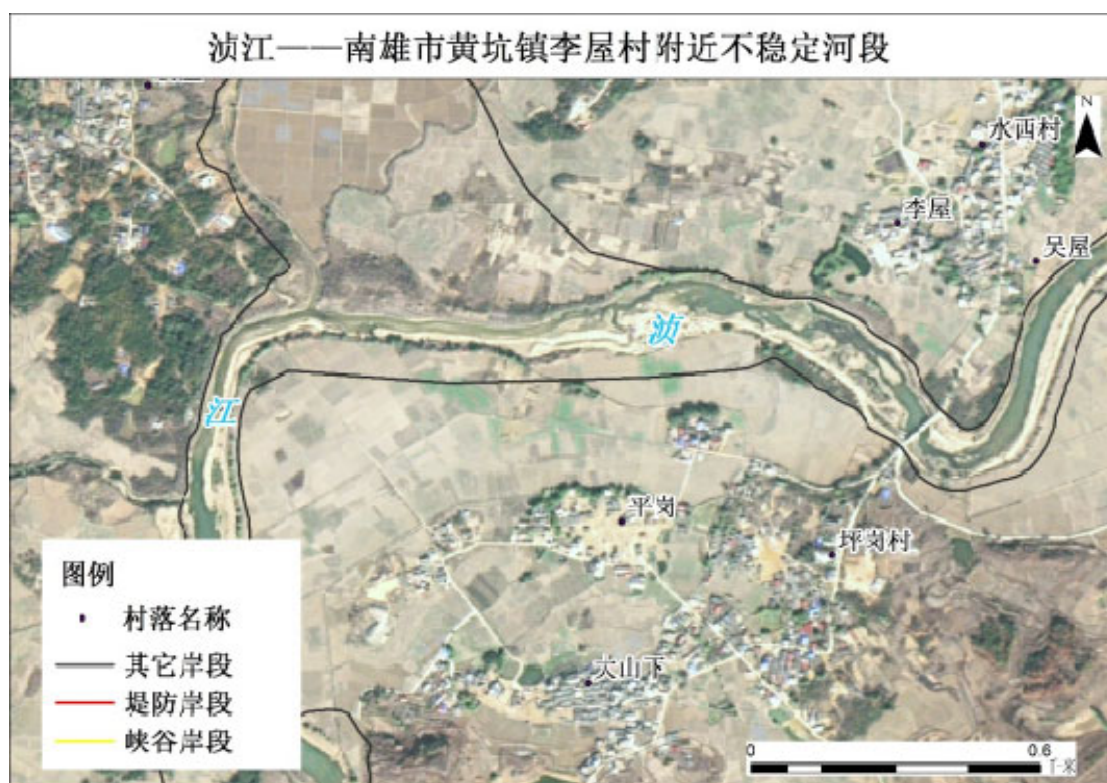 浈江——南雄市黄坑镇李屋村附近不稳定河段
N
水西村
李屋
吴屋
浈
江
平岗
坪岗村
大山下
图例
村落名称
其它岸段
堤防岸段
峡谷岸段
0
0.6
千米